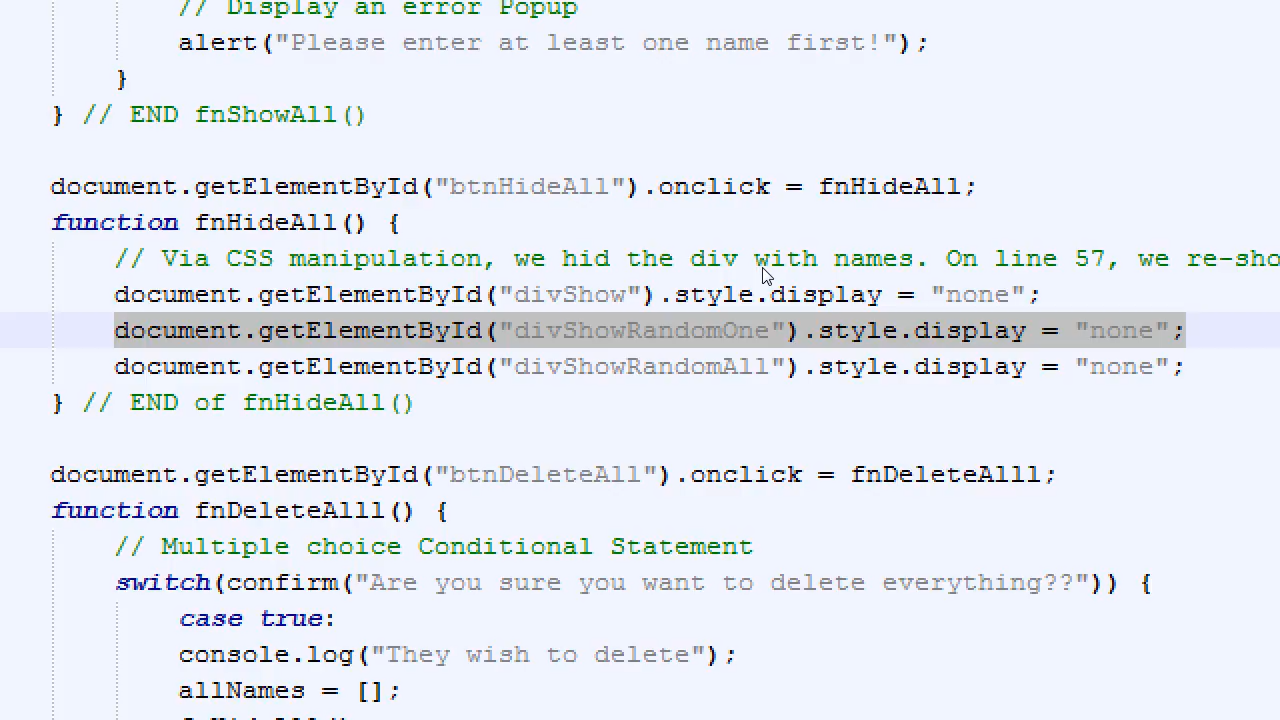 // Display an error Popup
alert("Please enter at least one name first!");
}
} // END fnShowAll()
document.getElementById("btnHideAll").onclick = fnHideAll;
function fnHideAll() {
// Via CSS manipulation, we hid the div with names. On line 57, we re-sho
document.getElementById("divShow").style.display = "none";
document.getElementById("divShowRandomOne").style.display = "none";
document.getElementById("divShowRandomAll").style.display = "none";
} // END of fnHideAll()
document.getElementById("btnDeleteAll").onclick = fnDeleteAlll;
function fnDeleteAlll() {
// Multiple choice Conditional Statement
switch(confirm("Are you sure you want to delete everything??")) {
case true:
console.log("They wish to delete");
allNames = [];